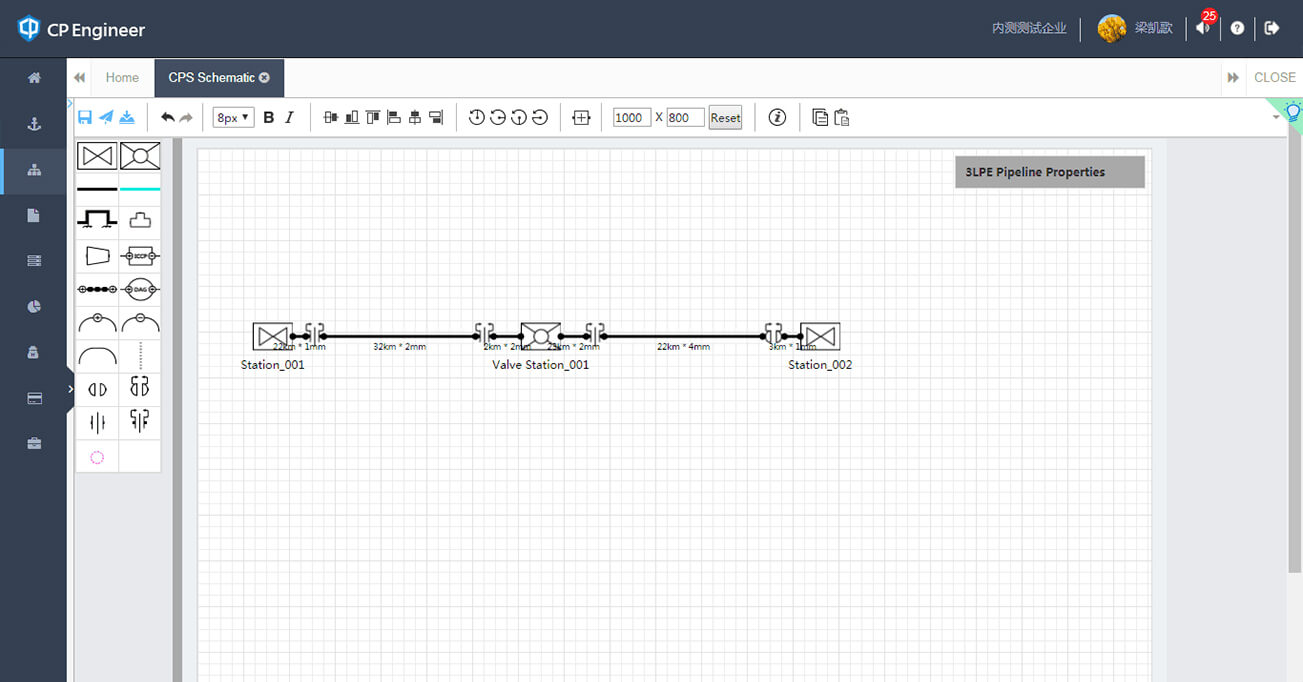 CP Engineer
内测测试企业
梁凯歌
25
?
Home
CPS Schematic
CLOSE
8px
B I
1000 X 800 Reset
i
3LPE Pipeline Properties
ICCP
DAG
22km * 1mm
32km * 2mm
2km * 2mm
22km * 4mm
3km * 1mm
Station_001
Valve Station_001
Station_002